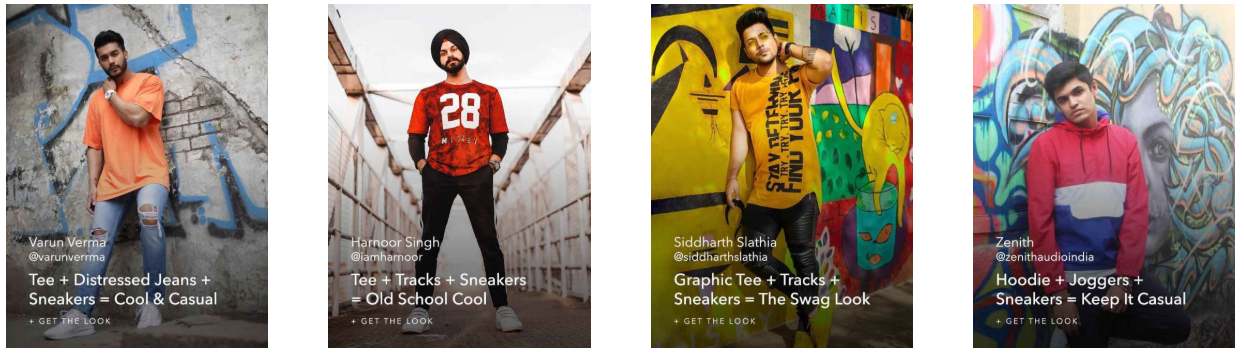 Varun Verma
@varunverrma
Tee + Distressed Jeans +
Sneakers = Cool & Casual
+ GET THE LOOK
28
MICKEY
Harnoor Singh
@iamharnoor
Tee + Tracks + Sneakers
= Old School Cool
+ GET THE LOOK
FIND YOUR
Siddharth Slathia
@siddharthslathia
Graphic Tee + Tracks +
Sneakers = The Swag Look
+ GET THE LOOK
Zenith
@zenithaudioindia
Hoodie + Joggers +
Sneakers = Keep It Casual
+ GET THE LOOK